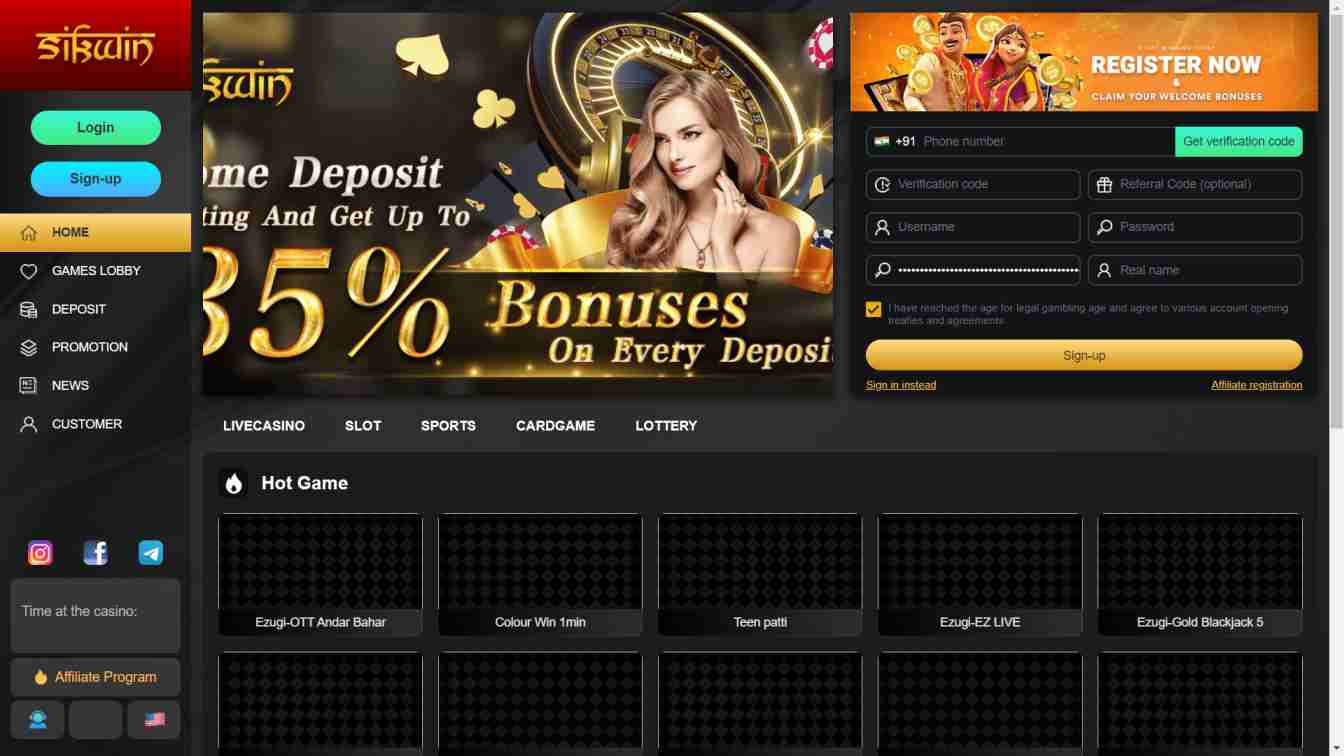 sikwin
Login
Sign-up
HOME
GAMES LOBBY
DEPOSIT
PROMOTION
NEWS
CUSTOMER
Time at the casino:
Affiliate Program
kwin
ome Deposit
ting And Get Up To
85%
Bonuses
On Every Deposi
REGISTER NOW
&
CLAIM YOUR WELCOME BONUSES
+91 Phone number
Get verification code
Verification code
Referral Code (optional)
Username
Password
Real name
I have reached the age for legal gambling age and agree to various account opening
treaties and agreements
Sign-up
Sign in instead
Affiliate registration
LIVECASINO SLOT SPORTS CARDGAME LOTTERY
Hot Game
Ezugi-OTT Andar Bahar
Colour Win 1min
Teen patti
Ezugi-EZ LIVE
Ezugi-Gold Blackjack 5